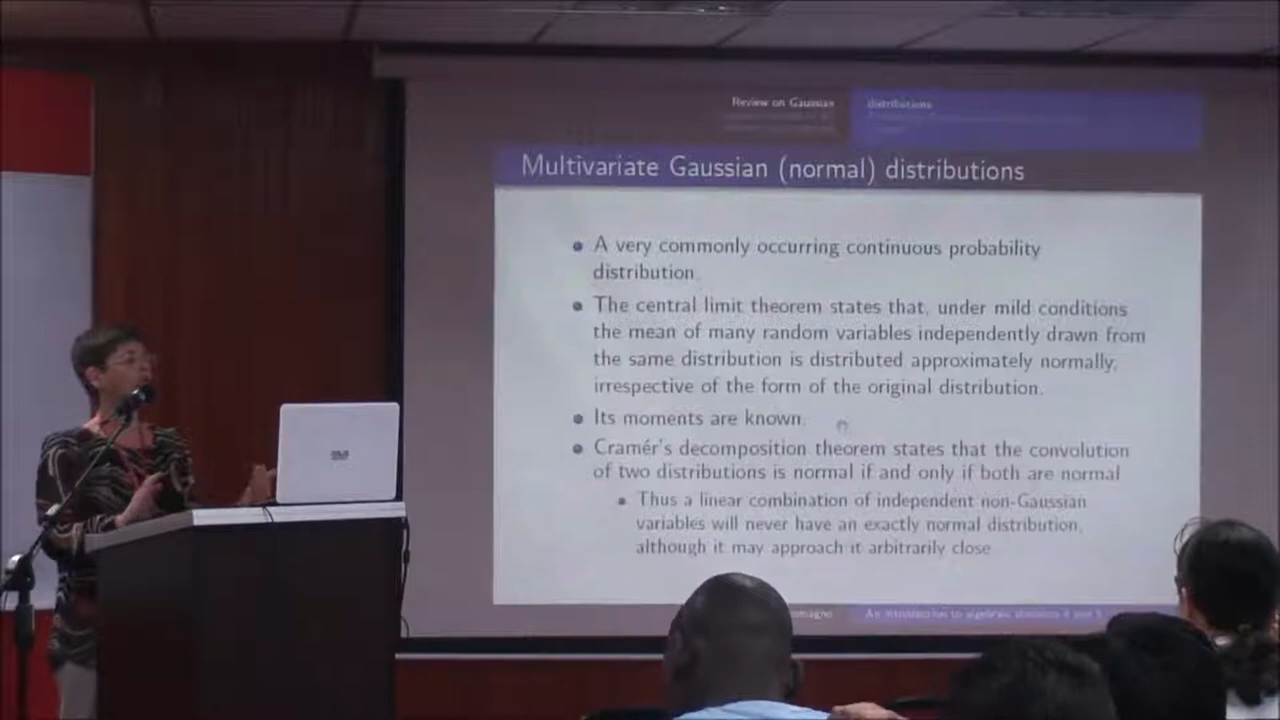 Review on Gaussian
distributions
Multivariate Gaussian (normal) distributions
A very commonly occurring continuous probability
distribution.
The central limit theorem states that, under mild conditions
the mean of many random variables independently drawn from
the same distribution is distributed approximately normally,
irrespective of the form of the original distribution.
Its moments are known.
Cramér's decomposition theorem states that the convolution
of two distributions is normal if and only if both are normal
Thus a linear combination of independent non-Gaussian
variables will never have an exactly normal distribution,
although it may approach it arbitrarily close
An introduction to algebraic statistics 4 and 5